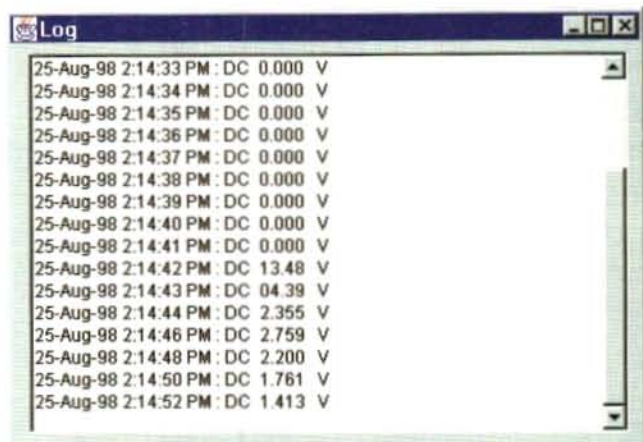 Log
25-Aug-98 2:14:33 PM : DC 0.000 V
25-Aug-98 2:14:34 PM : DC 0.000 V
25-Aug-98 2:14:35 PM : DC 0.000 V
25-Aug-98 2:14:36 PM : DC 0.000 V
25-Aug-98 2:14:37 PM : DC 0.000 V
25-Aug-98 2:14:38 PM : DC 0.000 V
25-Aug-98 2:14:39 PM : DC 0.000 V
25-Aug-98 2:14:40 PM : DC 0.000 V
25-Aug-98 2:14:41 PM : DC 0.000 V
25-Aug-98 2:14:42 PM : DC 13.48 V
25-Aug-98 2:14:43 PM : DC 04.39 V
25-Aug-98 2:14:44 PM : DC 2.355 V
25-Aug-98 2:14:46 PM : DC 2.759 V
25-Aug-98 2:14:48 PM : DC 2.200 V
25-Aug-98 2:14:50 PM : DC 1.761 V
25-Aug-98 2:14:52 PM : DC 1.413 V